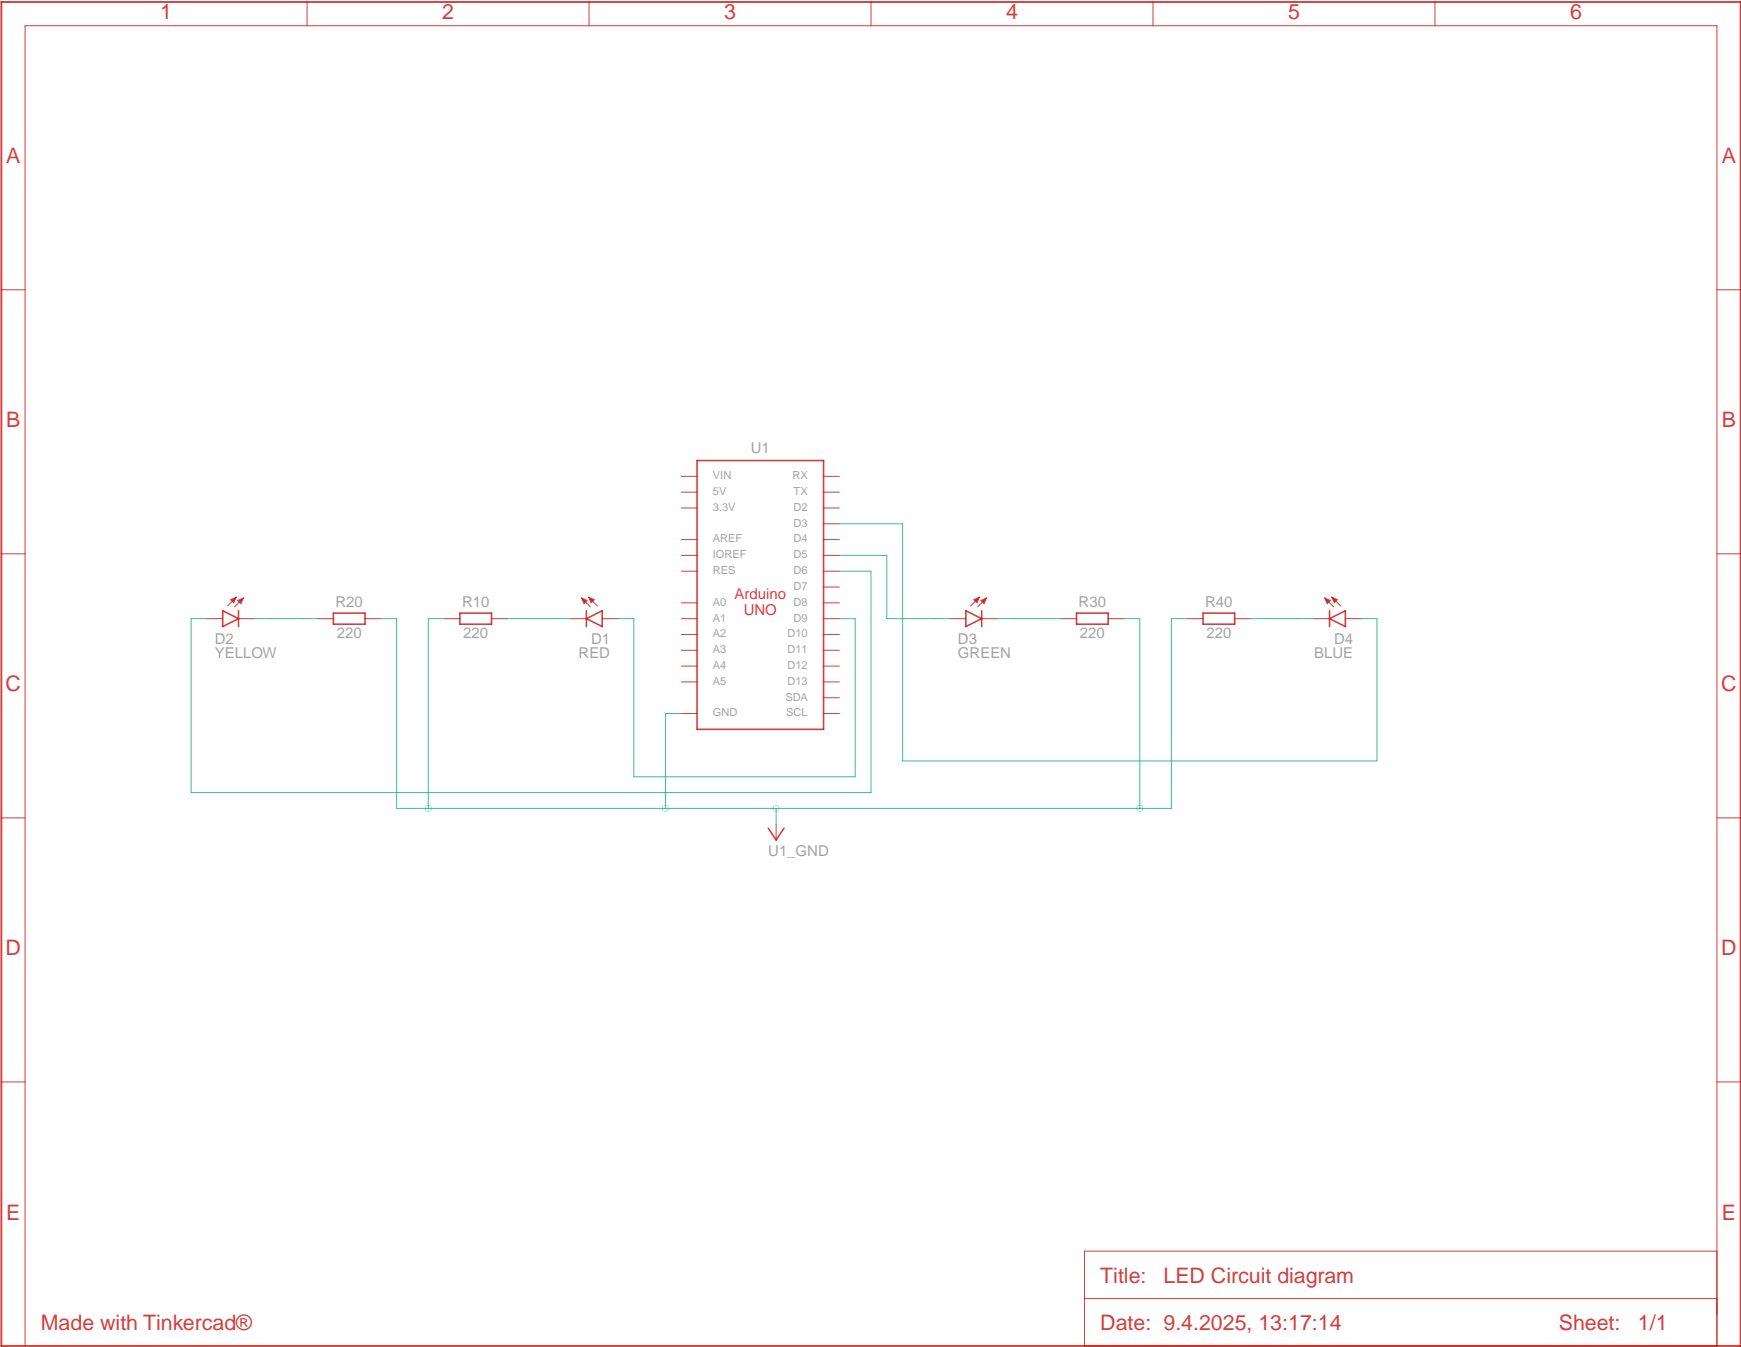 1 2 3 4 5 6
A A
B B
U1
VIN RX
5V TX
3.3V D2
D3
AREF D4
IOREF D5
RES D6
D7
Arduino
UNO
A0 D8
A1 D9
A2 D10
A3 D11
A4 D12
A5 D13
SDA
GND SCL
R20
220
D2
YELLOW
R10
220
D1
RED
R30
220
D3
GREEN
R40
220
D4
BLUE
C C
U1_GND
D D
E E
Title: LED Circuit diagram
Date: 9.4.2025, 13:17:14 Sheet: 1/1
Made with Tinkercad®